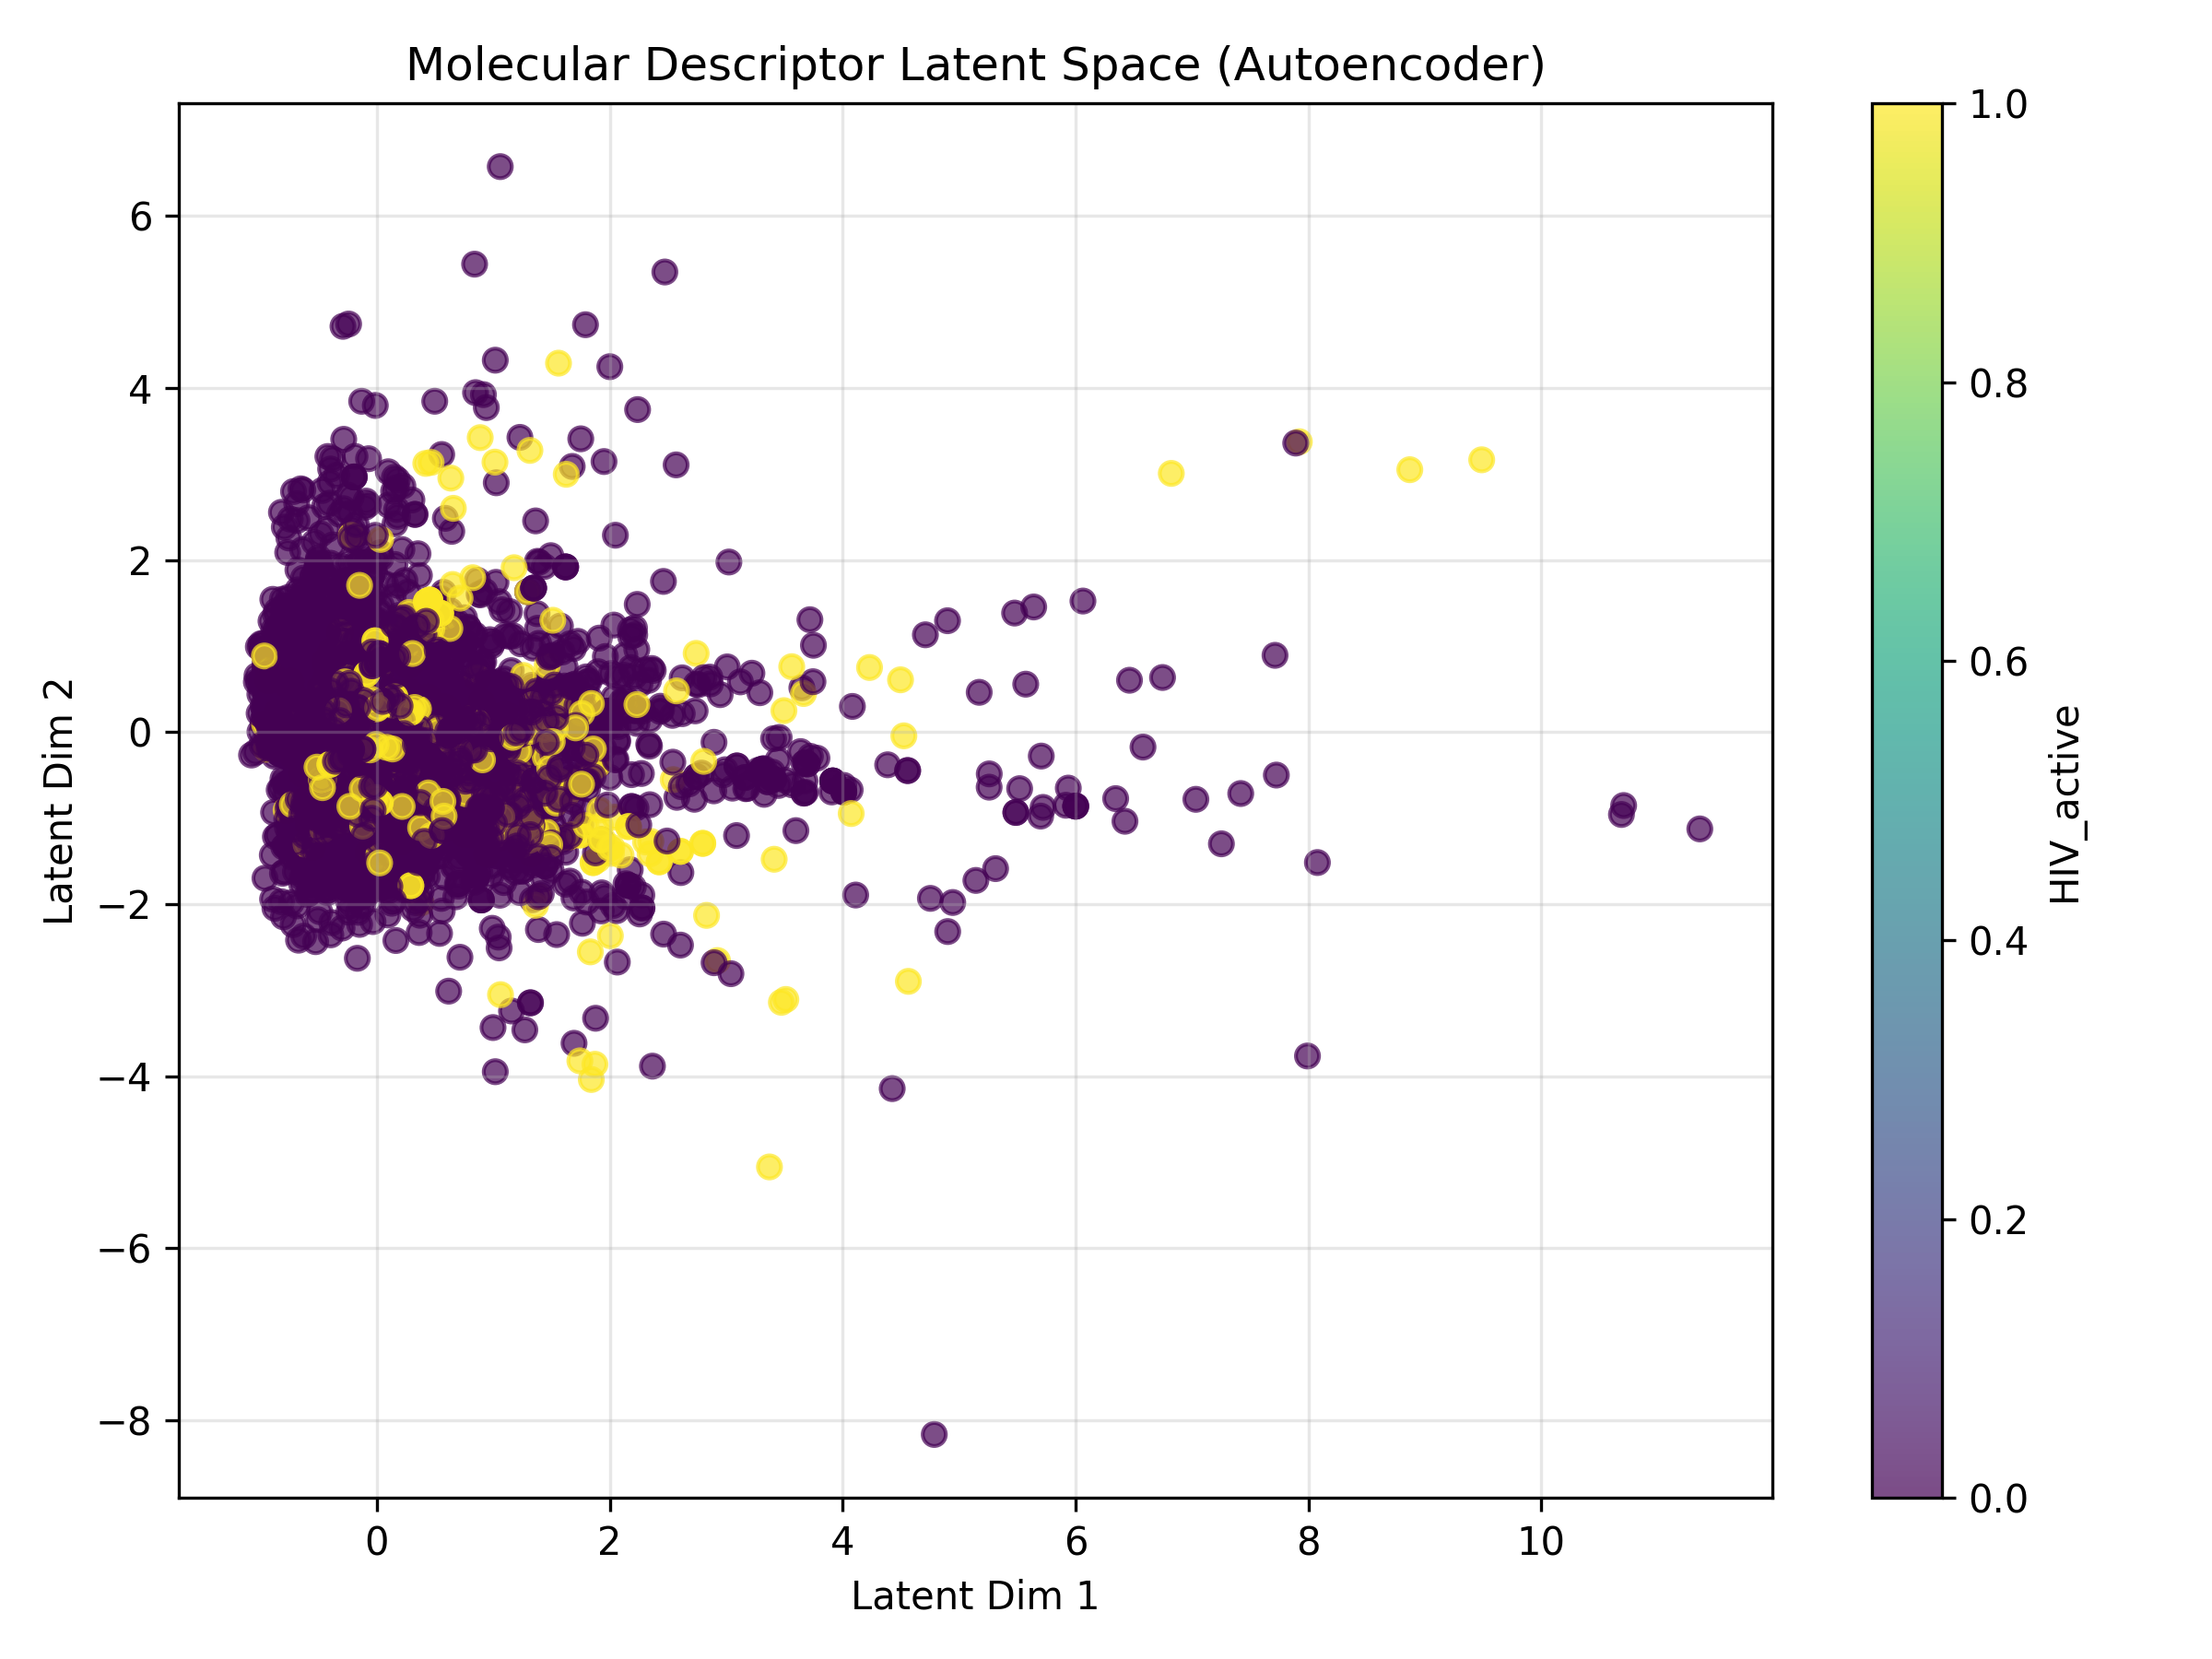 Molecular Descriptor Latent Space (Autoencoder)
6
4
2
0
−2
−4
−6
−8
Latent Dim 2
0 2 4 6 8 10
Latent Dim 1
1.0
0.8
0.6
0.4
0.2
0.0
HIV_active